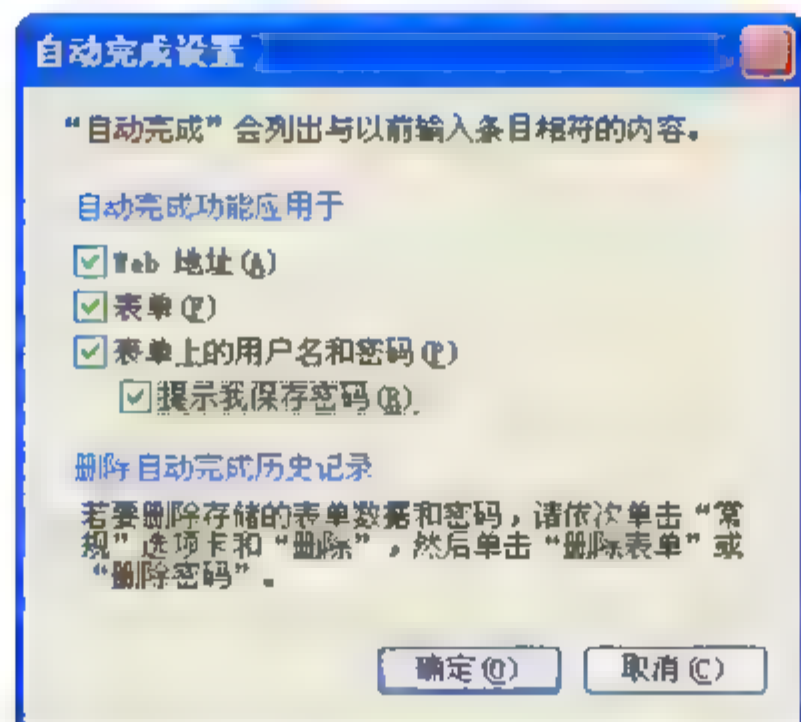 自动完成设置
“自动完成”会列出与以前输入条目相符的内容。
自动完成功能应用于
Web 地址(A)
表单(F)
表单上的用户名和密码(P)
提示我保存密码(R)
删除自动完成历史记录
若要删除存储的表单数据和密码，请依次单击“常
规”选项卡和“删除”，然后单击“删除表单”或
“删除密码”。
确定(O) 取消(C)